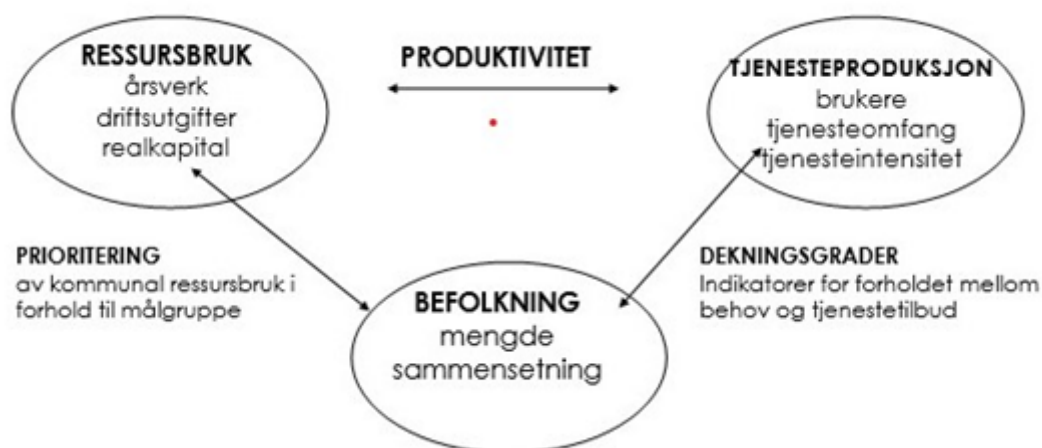 RESSURSBRUK
årsverk
driftsutgifter
realkapital
PRODUKTIVITET
TJENESTEPRODUKSJON
brukere
tjenesteomfang
tjenesteintensitet
PRIORITERING
av kommunal ressursbruk i
forhold til målgruppe
BEFOLKNING
mengde
sammensetning
DEKNINGSGRADER
Indikatorer for forholdet mellom
behov og tjenestetilbud